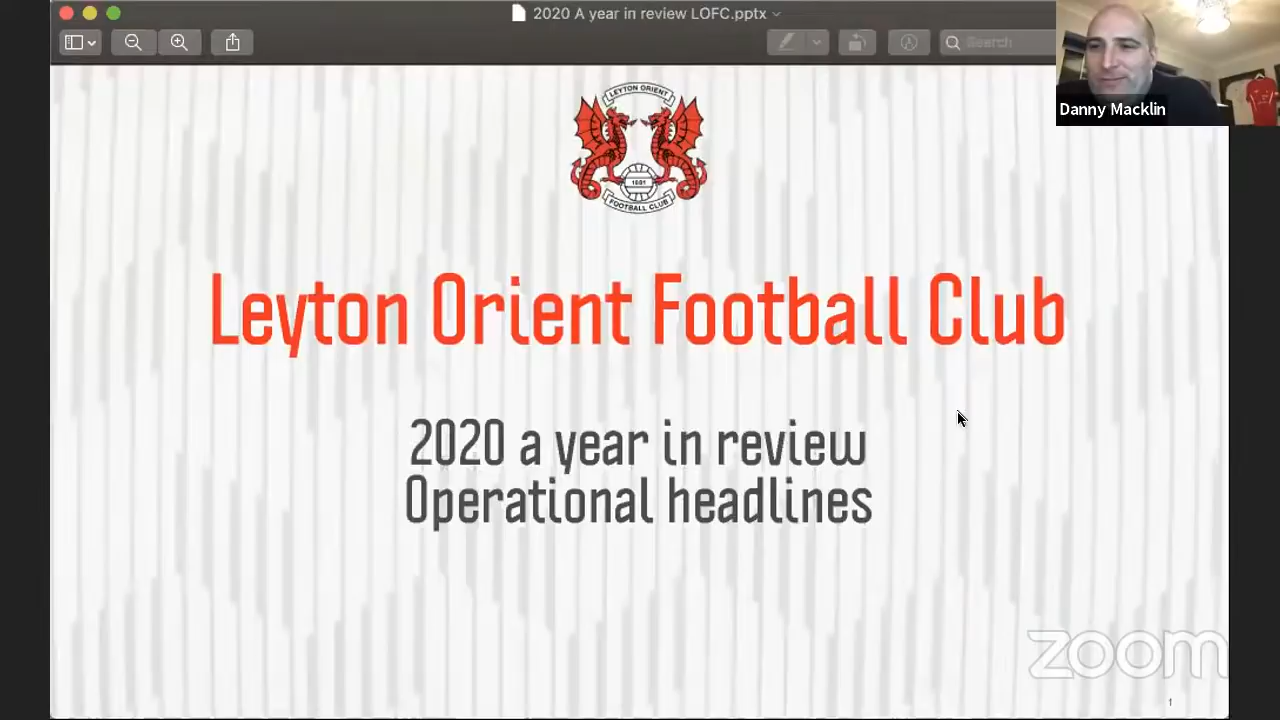 2020 A year in review LOFC.pptx
Search
Danny Macklin
LEYTON ORIENT
1881
FOOTBALL CLUB
Leyton Orient Football Club
2020 a year in review
Operational headlines
zoom
1